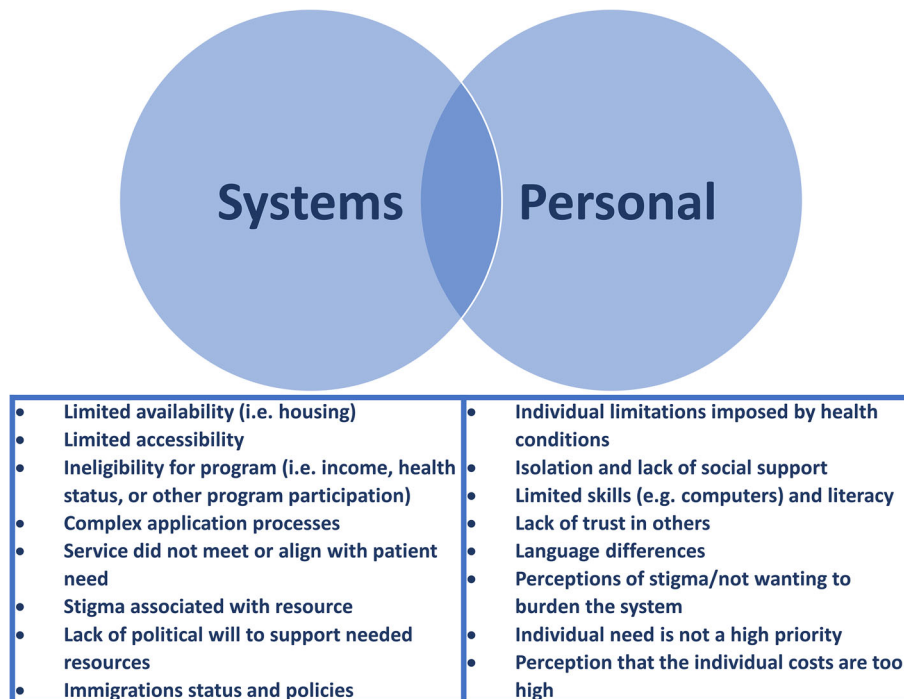 Systems
Personal
• Limited availability (i.e. housing)
• Limited accessibility
• Ineligibility for program (i.e. income, health
status, or other program participation)
• Complex application processes
• Service did not meet or align with patient
need
• Stigma associated with resource
• Lack of political will to support needed
resources
• Immigrations status and policies
• Individual limitations imposed by health
conditions
• Isolation and lack of social support
• Limited skills (e.g. computers) and literacy
• Lack of trust in others
• Language differences
• Perceptions of stigma/not wanting to
burden the system
• Individual need is not a high priority
• Perception that the individual costs are too
high